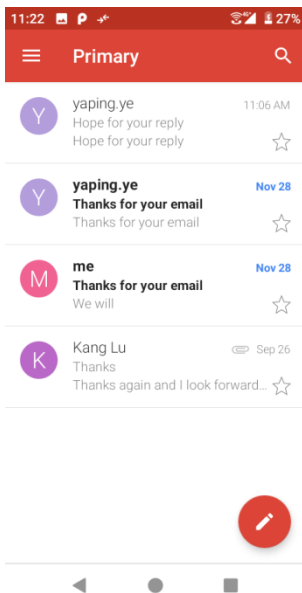 11:22 27%
Primary
Y yaping.ye 11:06 AM
Hope for your reply
Hope for your reply
Y yaping.ye Nov 28
Thanks for your email
Thanks for your email
M me Nov 28
Thanks for your email
We will
K Kang Lu Sep 26
Thanks
Thanks again and I look forward...